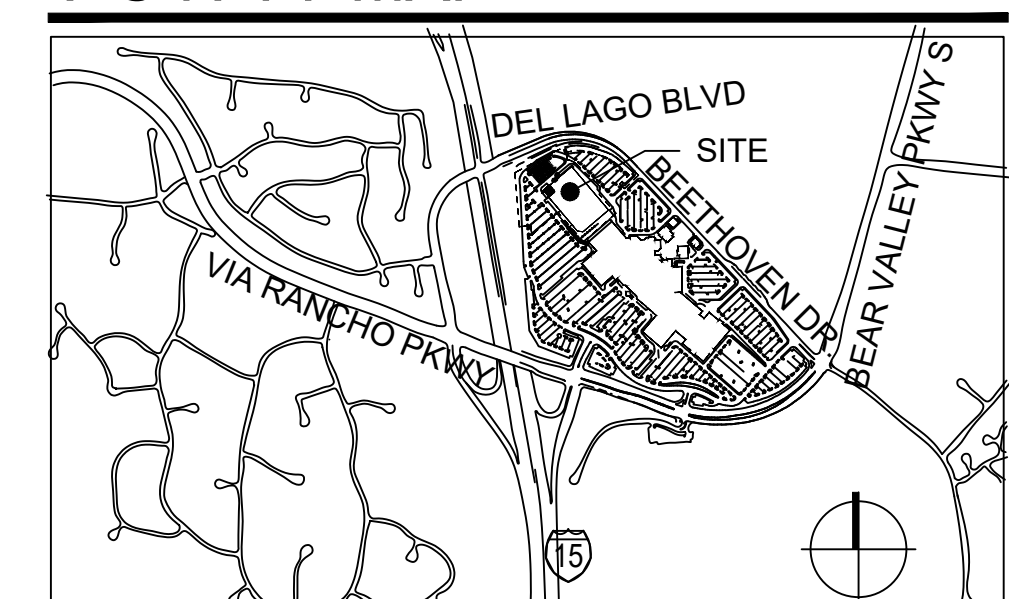 DEL LAGO BLVD
SITE
BEETHOVEN DR
BEAR VALLEY PKWY S
VIA RANCHO PKWY
15